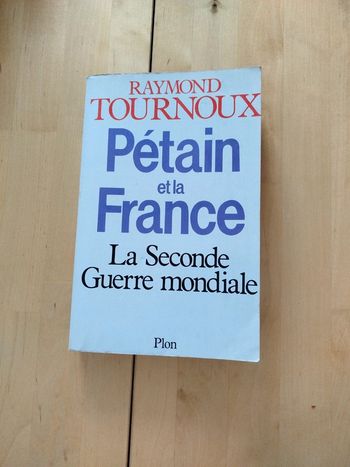 RAYMOND
TOURNOUX
Pétain
et la
France
La Seconde
Guerre mondiale
Plon